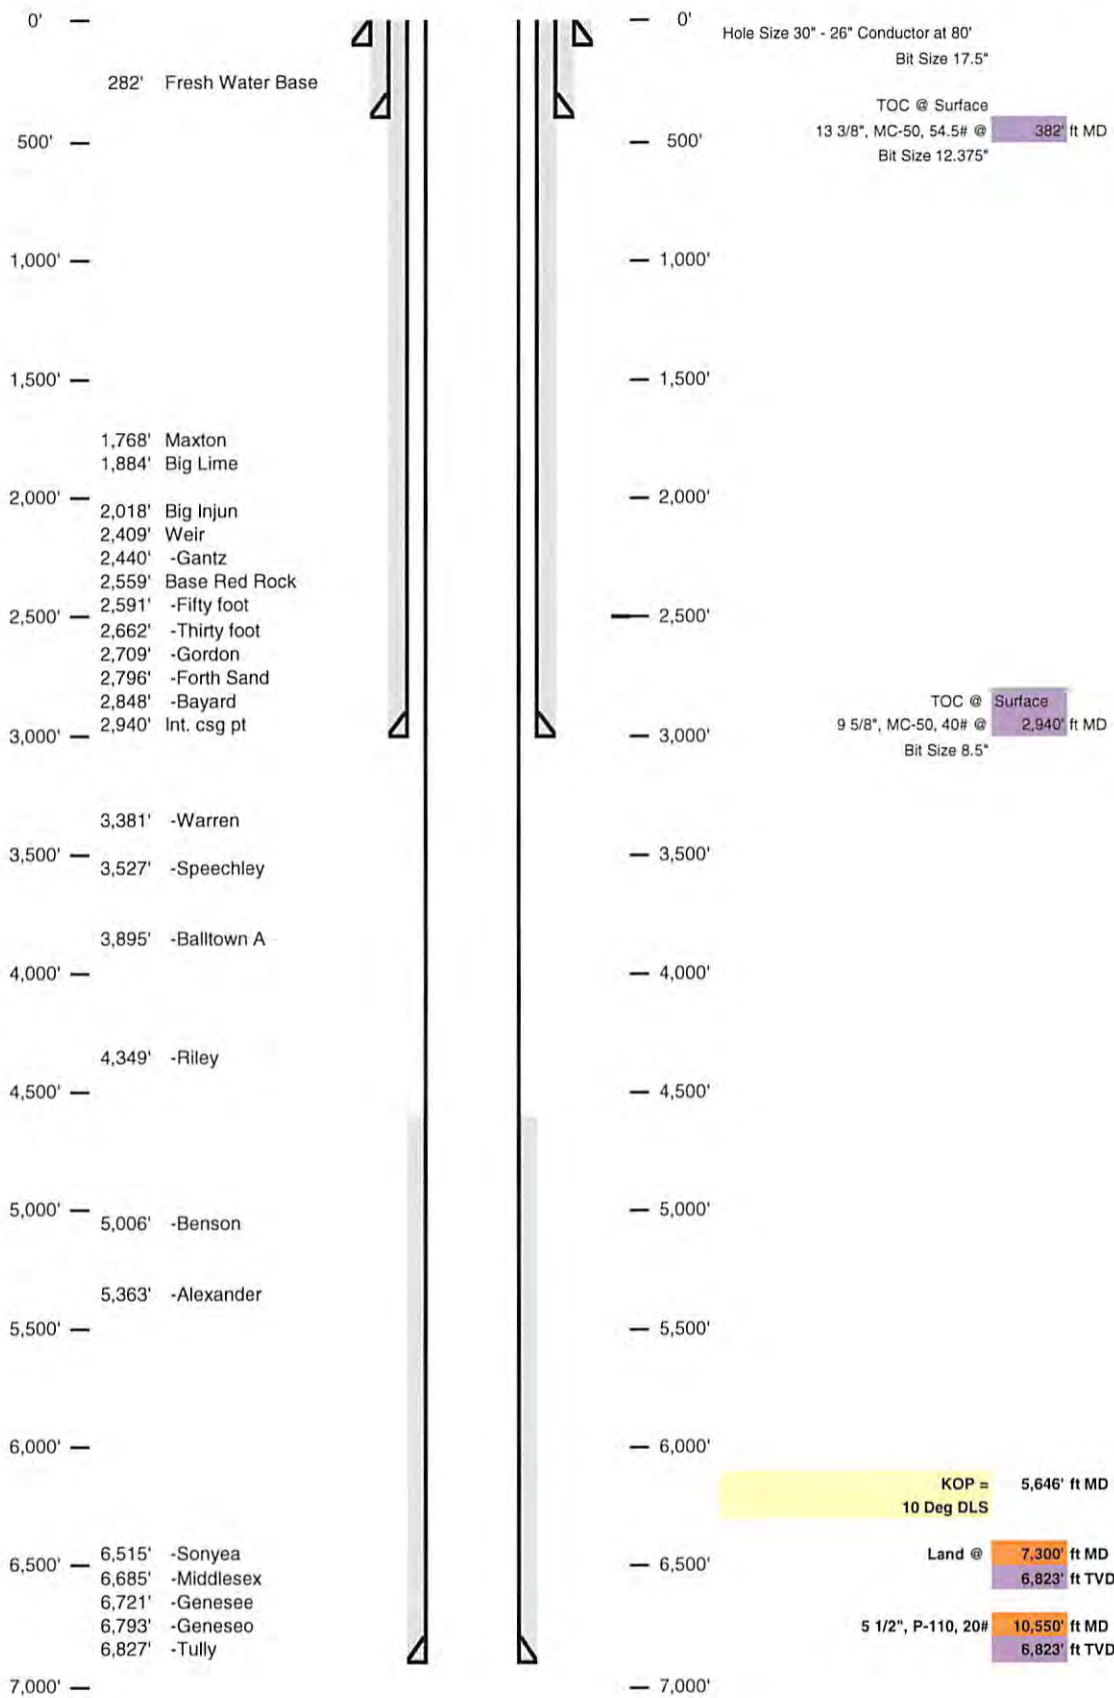 0' 0'
Hole Size 30" - 26" Conductor at 80'
Bit Size 17.5"
282' Fresh Water Base
TOC @ Surface
13 3/8", MC-50, 54.5# @ 382' ft MD
500' 500'
Bit Size 12.375"
1,000' 1,000'
1,500' 1,500'
1,768' Maxton
1,884' Big Lime
2,000' 2,000'
2,018' Big Injun
2,409' Weir
2,440' -Gantz
2,559' Base Red Rock
2,591' -Fifty foot
2,500' 2,500'
2,662' -Thirty foot
2,709' -Gordon
2,796' -Forth Sand
2,848' -Bayard
TOC @ Surface
2,940' Int. csg pt
9 5/8", MC-50, 40# @ 2,940' ft MD
3,000' 3,000'
Bit Size 8.5"
3,381' -Warren
3,500' 3,500'
3,527' -Speechley
3,895' -Balltown A
4,000' 4,000'
4,349' -Riley
4,500' 4,500'
5,000' 5,000'
5,006' -Benson
5,363' -Alexander
5,500' 5,500'
6,000' 6,000'
KOP = 5,646' ft MD
10 Deg DLS
6,515' -Sonyea
Land @ 7,300' ft MD
6,500' 6,500'
6,685' -Middlesex
6,823' ft TVD
6,721' -Genesee
6,793' -Geneseo
5 1/2", P-110, 20# 10,550' ft MD
6,827' -Tully
6,823' ft TVD
7,000' 7,000'